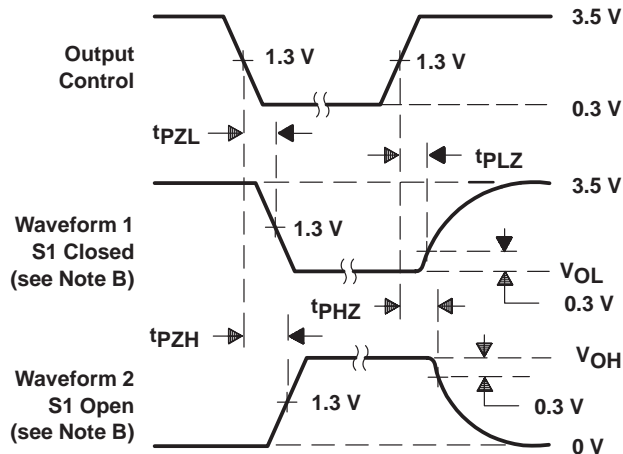 3.5 V
Output
Control
1.3 V
1.3 V
0.3 V
tPZL
tPLZ
3.5 V
Waveform 1
S1 Closed
(see Note B)
1.3 V
VOL
0.3 V
tPHZ
tPZH
VOH
Waveform 2
S1 Open
(see Note B)
1.3 V
0.3 V
0 V